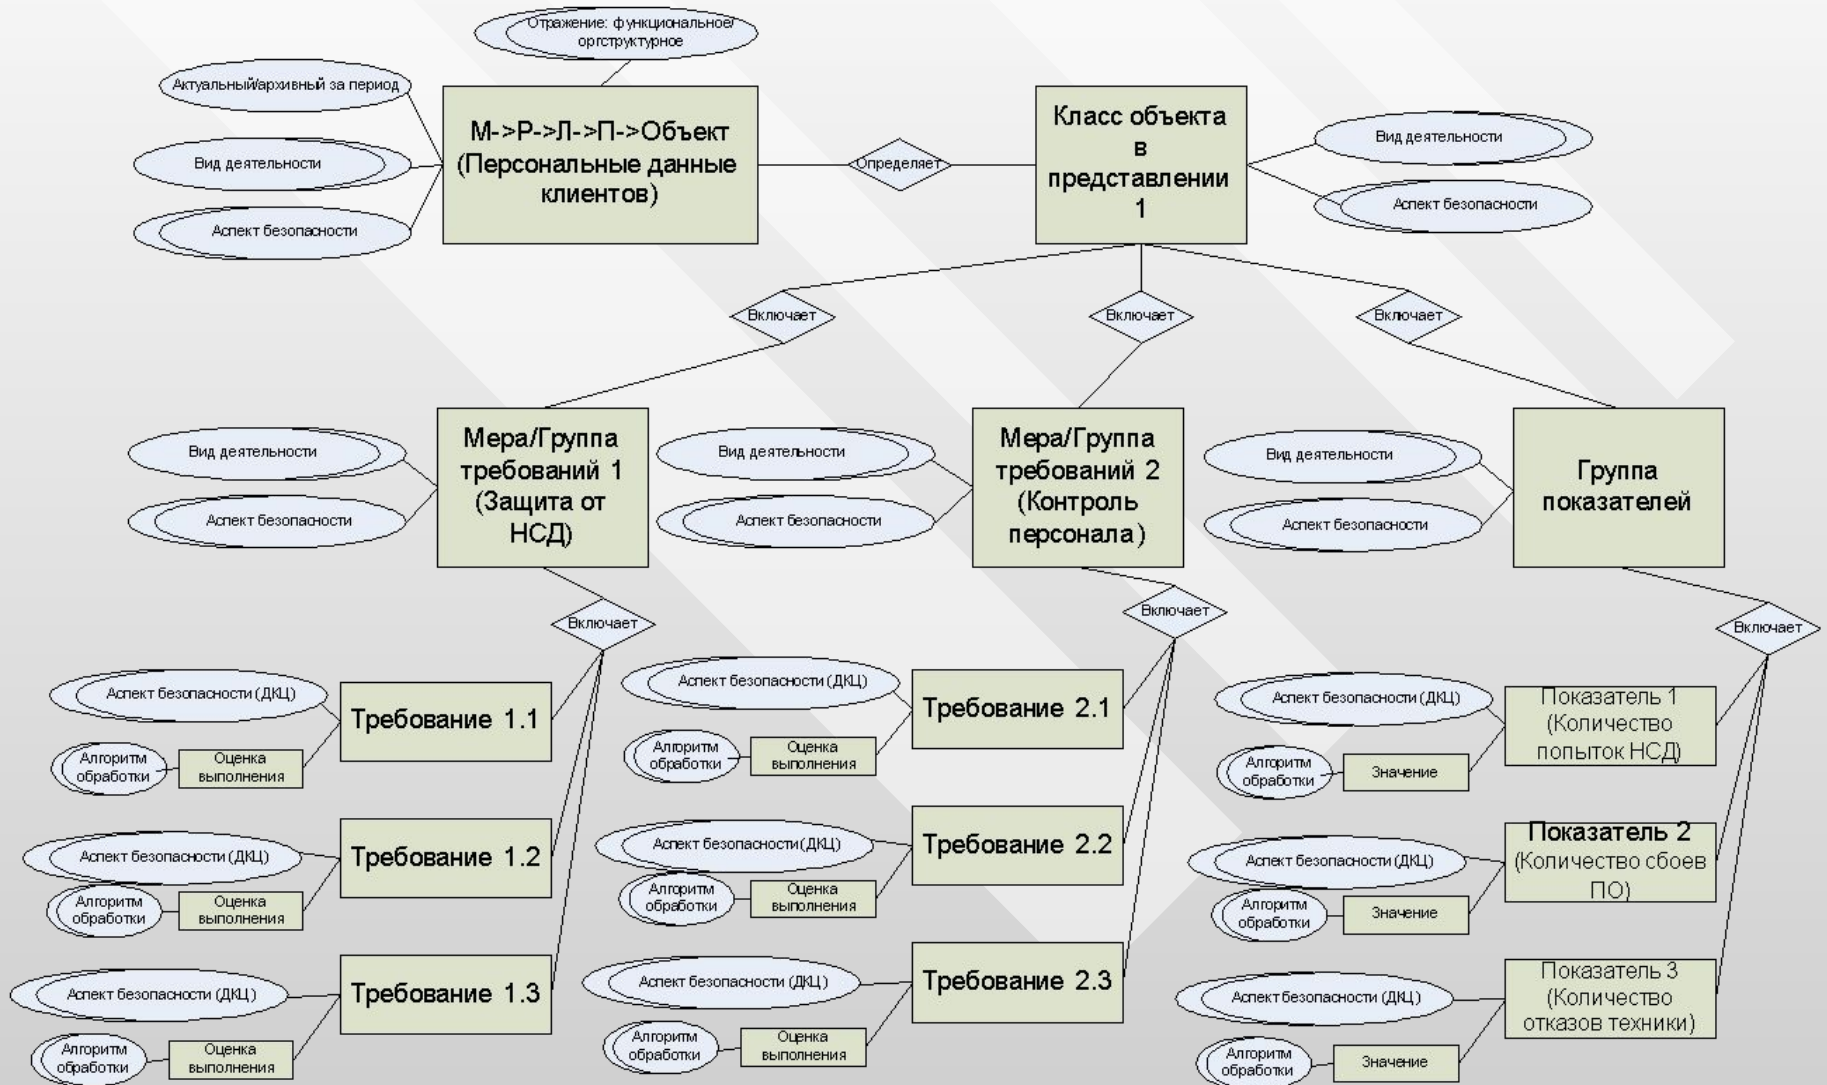 Отражение: функциональное/
оргструктурное
Актуальный/архивный за период
Вид деятельности
Аспект безопасности
М->Р->Л->П->Объект
(Персональные данные
клиентов)
Определяет
Класс объекта
в
представлении
1
Вид деятельности
Аспект безопасности
Включает
Включает
Включает
Вид деятельности
Аспект безопасности
Мера/Группа
требований 1
(Защита от
НСД)
Вид деятельности
Аспект безопасности
Мера/Группа
требований 2
(Контроль
персонала)
Вид деятельности
Аспект безопасности
Группа
показателей
Включает
Включает
Включает
Аспект безопасности (ДКЦ)
Алгоритм
обработки
Оценка
выполнения
Требование 1.1
Аспект безопасности (ДКЦ)
Алгоритм
обработки
Оценка
выполнения
Требование 2.1
Аспект безопасности (ДКЦ)
Алгоритм
обработки
Значение
Показатель 1
(Количество
попыток НСД)
Аспект безопасности (ДКЦ)
Алгоритм
обработки
Оценка
выполнения
Требование 1.2
Аспект безопасности (ДКЦ)
Алгоритм
обработки
Оценка
выполнения
Требование 2.2
Аспект безопасности (ДКЦ)
Алгоритм
обработки
Значение
Показатель 2
(Количество сбоев
ПО)
Аспект безопасности (ДКЦ)
Алгоритм
обработки
Оценка
выполнения
Требование 1.3
Аспект безопасности (ДКЦ)
Алгоритм
обработки
Оценка
выполнения
Требование 2.3
Аспект безопасности (ДКЦ)
Алгоритм
обработки
Значение
Показатель 3
(Количество
отказов техники)